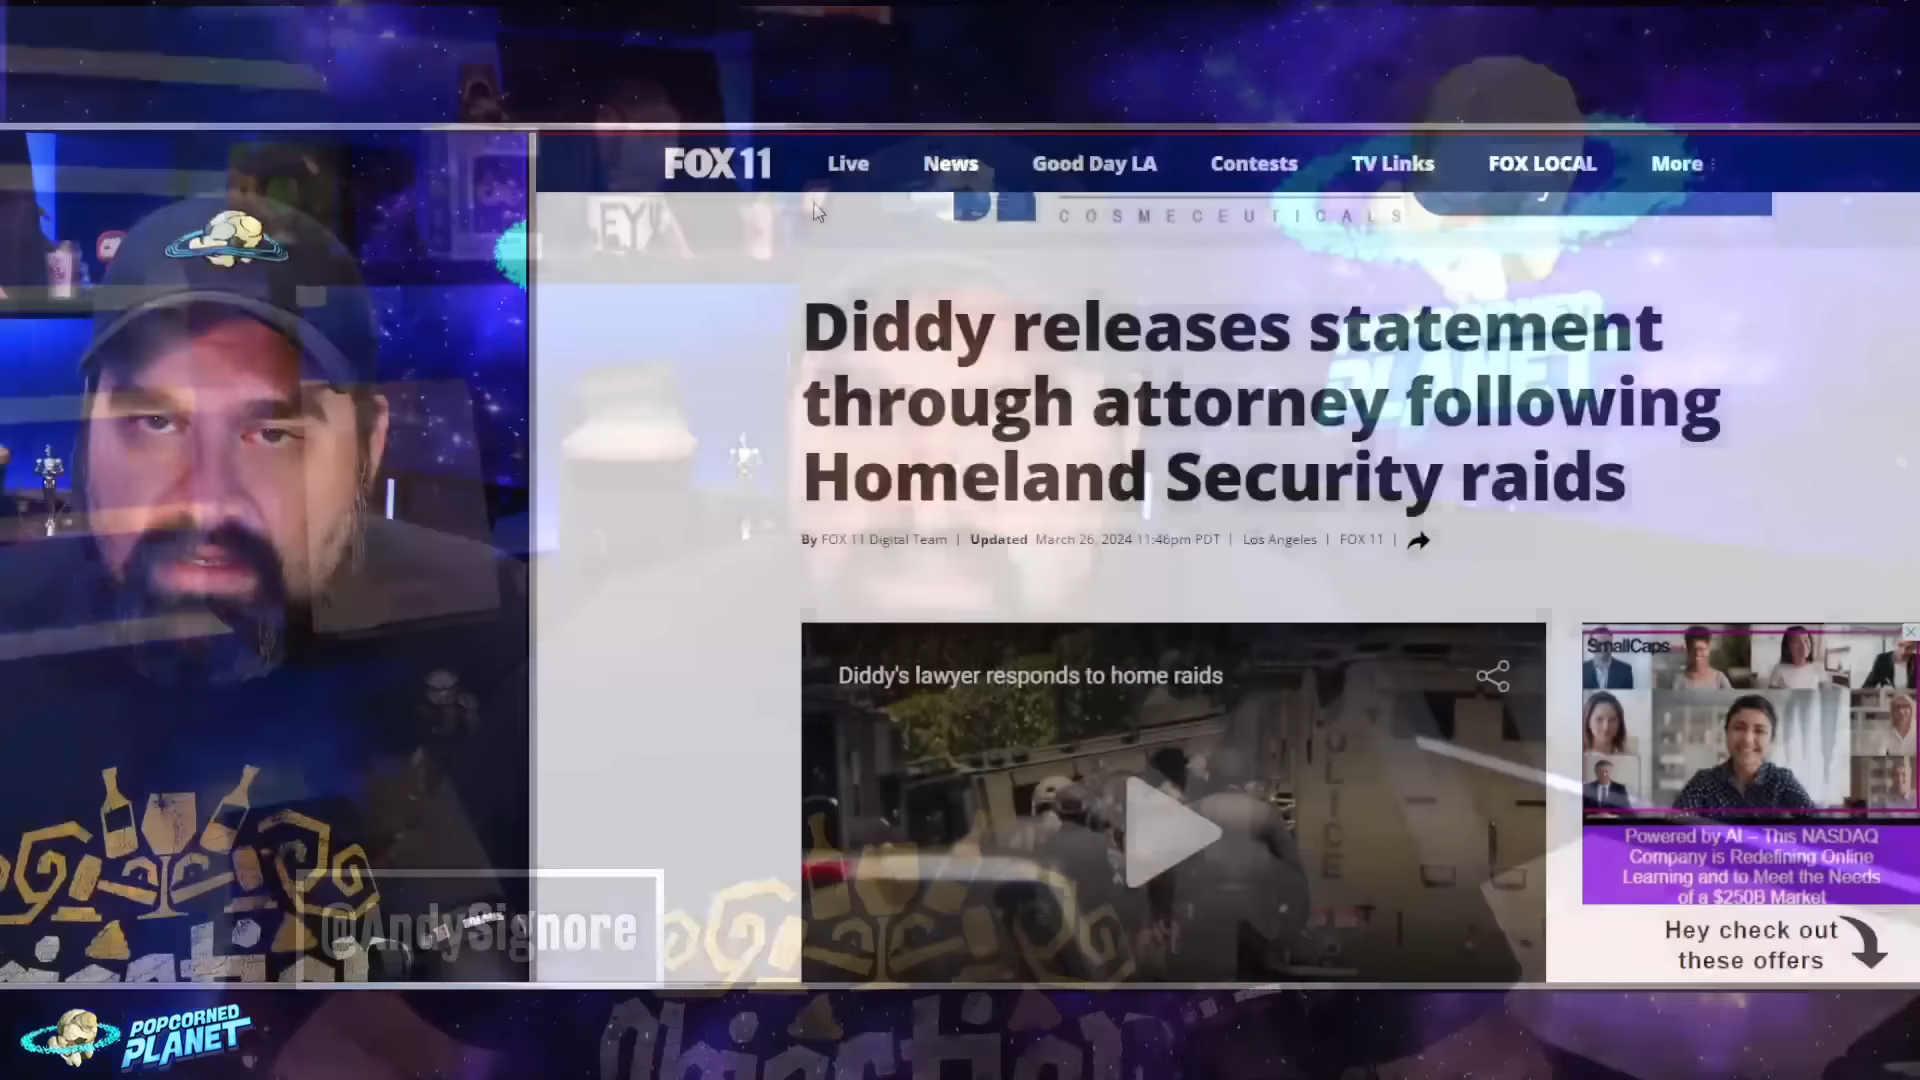 FOX 11
Live
News
Good Day LA
Contests
TV Links
FOX LOCAL
More
COSMECEUTICALS
Diddy releases statement
through attorney following
Homeland Security raids
By FOX 11 Digital Team | Updated March 26, 2024 11:46pm PDT | Los Angeles | FOX 11 |
Diddy's lawyer responds to home raids
POLICE
SmallCaps
Powered by AI – This NASDAQ
Company is Redefining Online
Learning and to Meet the Needs
of a $250B Market
Hey check out
these offers
@AndySignore
PLANET
POPCORNED
PLANET
Objection